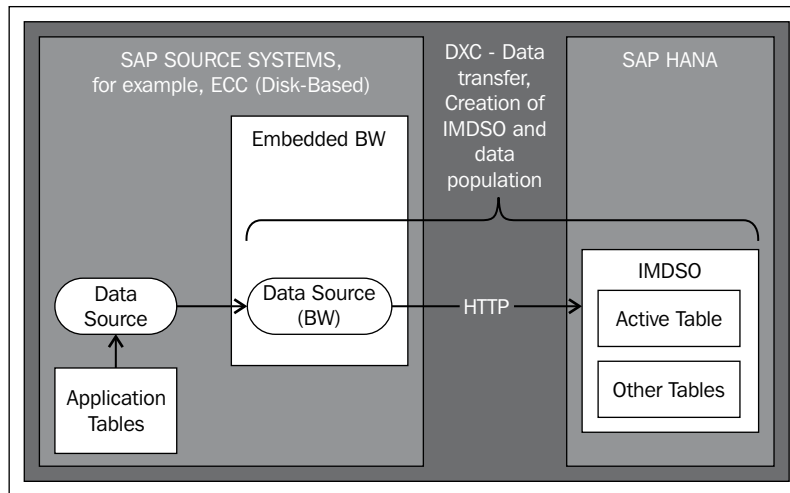 SAP SOURCE SYSTEMS,
for example, ECC (Disk-Based)
Embedded BW
Data
Source
Application
Tables
Data Source
(BW)
DXC - Data
transfer,
Creation of
IMDSO and
data
population
HTTP
SAP HANA
IMDSO
Active Table
Other Tables